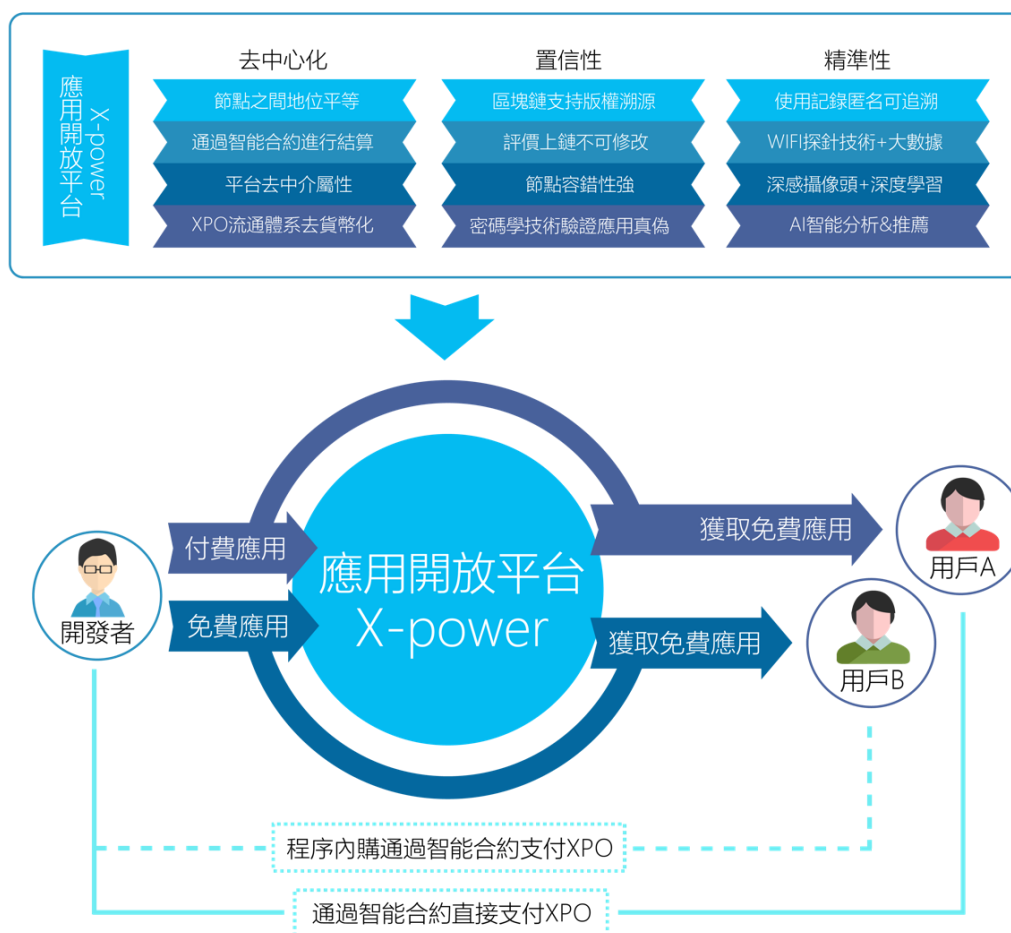 X-power
應用開放平台
去中心化
節點之間地位平等
通過智能合約進行結算
平台去中介屬性
XPO流通體系去貨幣化
置信性
區塊鏈支持版權溯源
評價上鏈不可修改
節點容錯性強
密碼學技術驗證應用真偽
精準性
使用記錄匿名可追溯
WIFI探針技術+大數據
深感攝像頭+深度學習
AI智能分析&推薦
開發者
付費應用
免費應用
應用開放平台
X-power
獲取免費應用
獲取免費應用
用戶A
用戶B
程序內購通過智能合約支付XPO
通過智能合約直接支付XPO